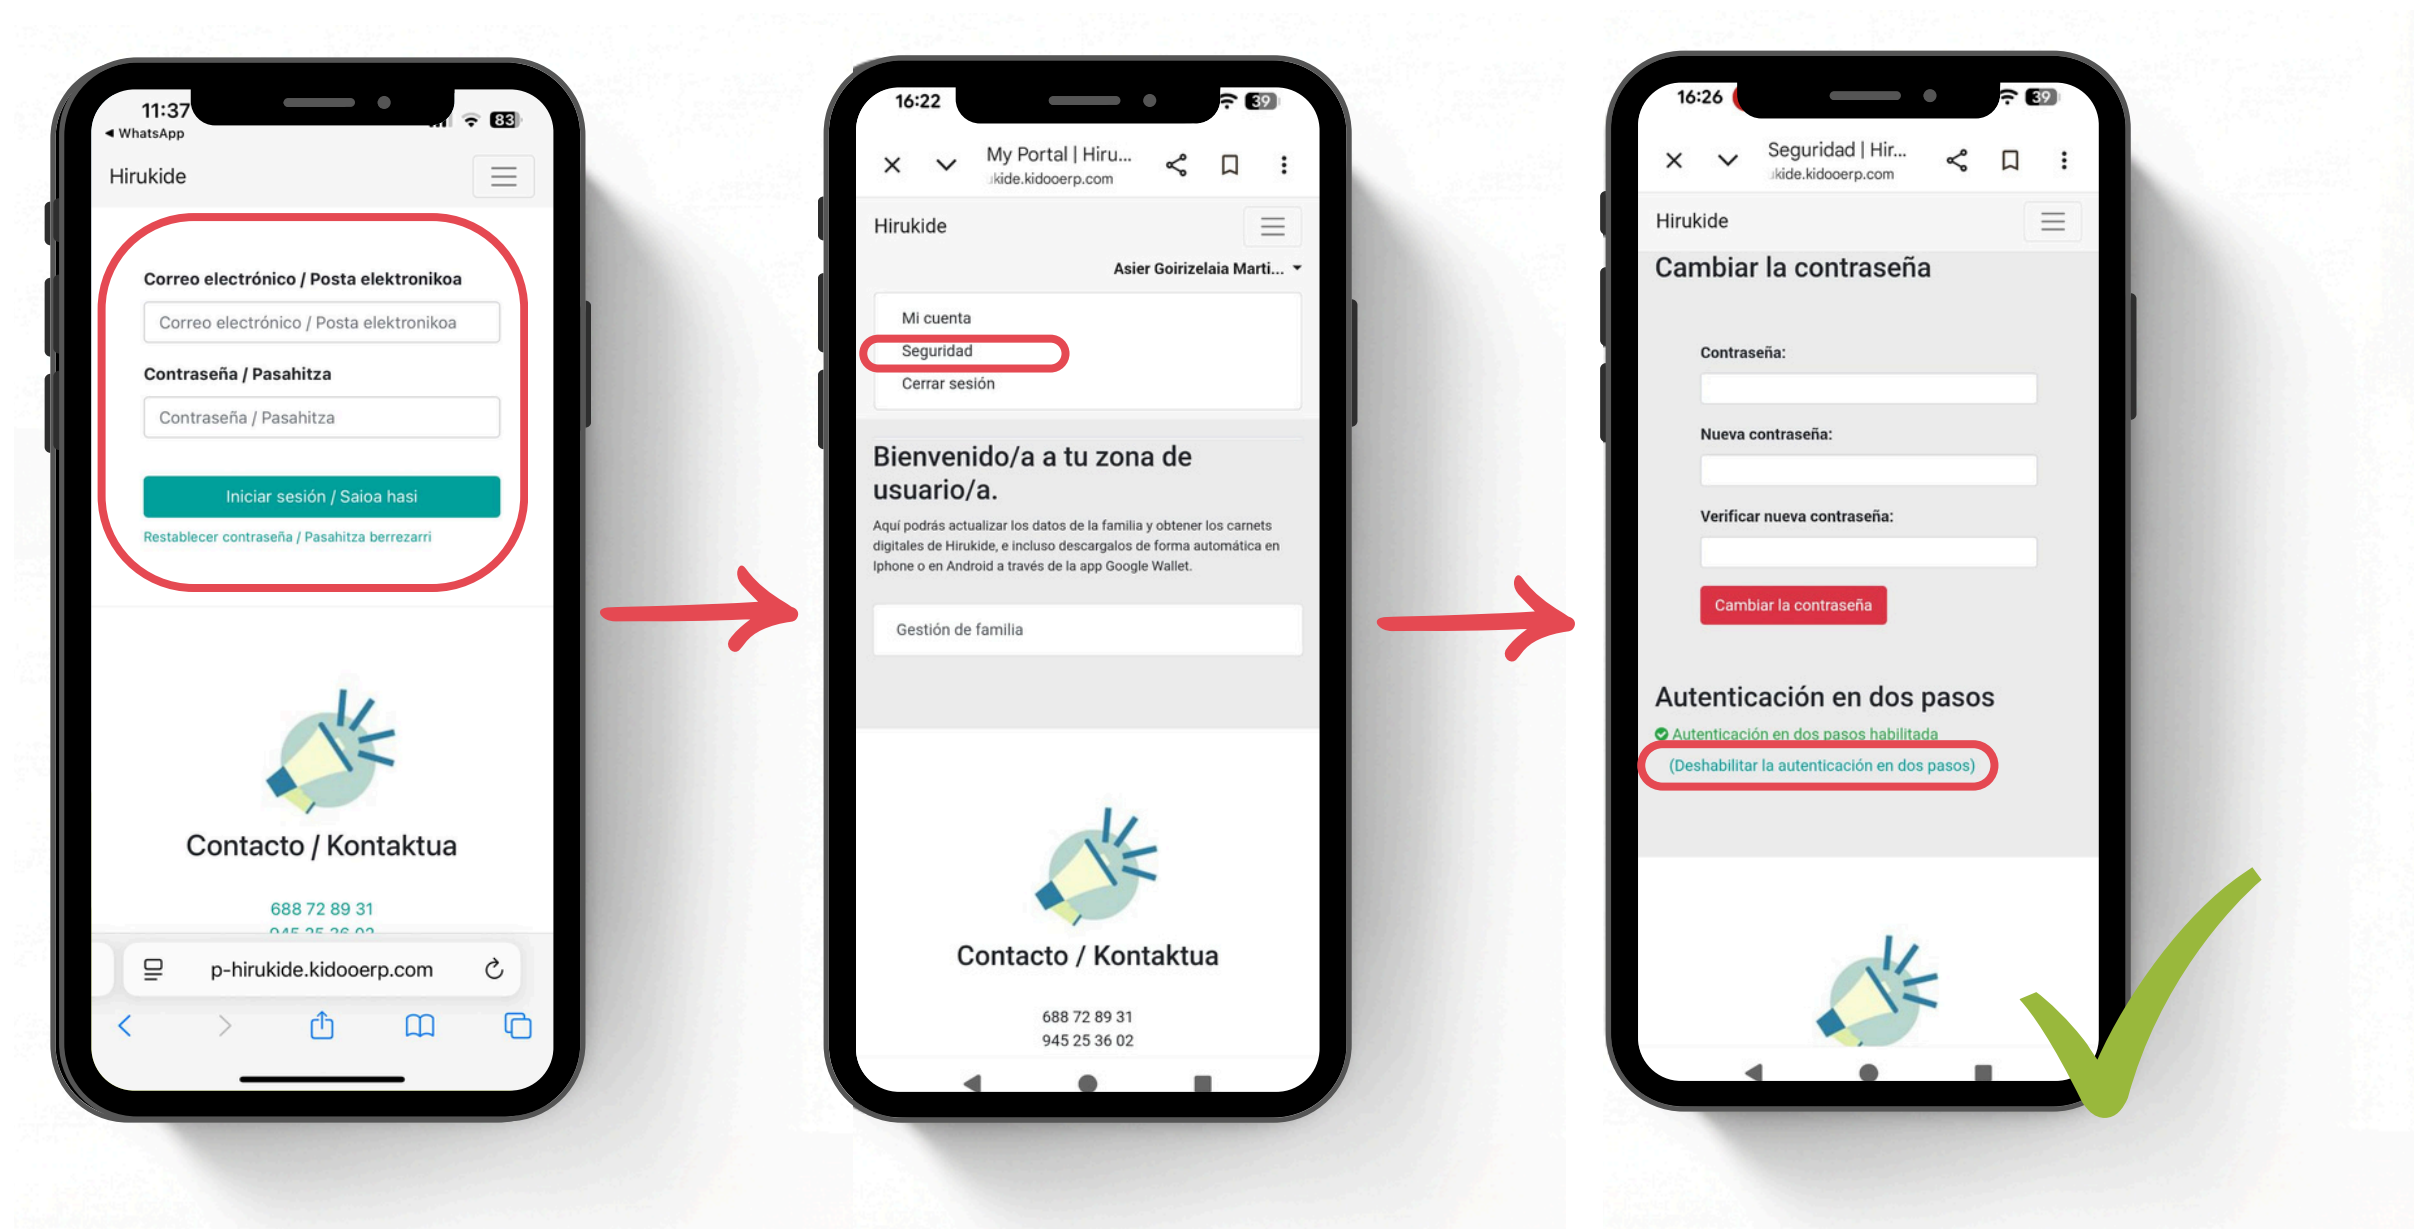 11:37
WhatsApp
83
Hirukide
Correo electrónico / Posta elektronikoa
Correo electrónico / Posta elektronikoa
Contraseña / Pasahitza
Contraseña / Pasahitza
Iniciar sesión / Saioa hasi
Restablecer contraseña / Pasahitza berrezarri
Contacto / Kontaktua
688 72 89 31
945 25 36 02
p-hirukide.kidooerp.com
16:22
39
My Portal | Hiru...
kide.kidooerp.com
Hirukide
Asier Goirizelaia Marti...
Mi cuenta
Seguridad
Cerrar sesión
Bienvenido/a a tu zona de
usuario/a.
Aquí podrás actualizar los datos de la familia y obtener los carnets
digitales de Hirukide, e incluso descargalos de forma automática en
Iphone o en Android a través de la app Google Wallet.
Gestión de familia
Contacto / Kontaktua
688 72 89 31
945 25 36 02
16:26
39
Seguridad | Hir...
kide.kidooerp.com
Hirukide
Cambiar la contraseña
Contraseña:
Nueva contraseña:
Verificar nueva contraseña:
Cambiar la contraseña
Autenticación en dos pasos
Autenticación en dos pasos habilitada
(Deshabilitar la autenticación en dos pasos)